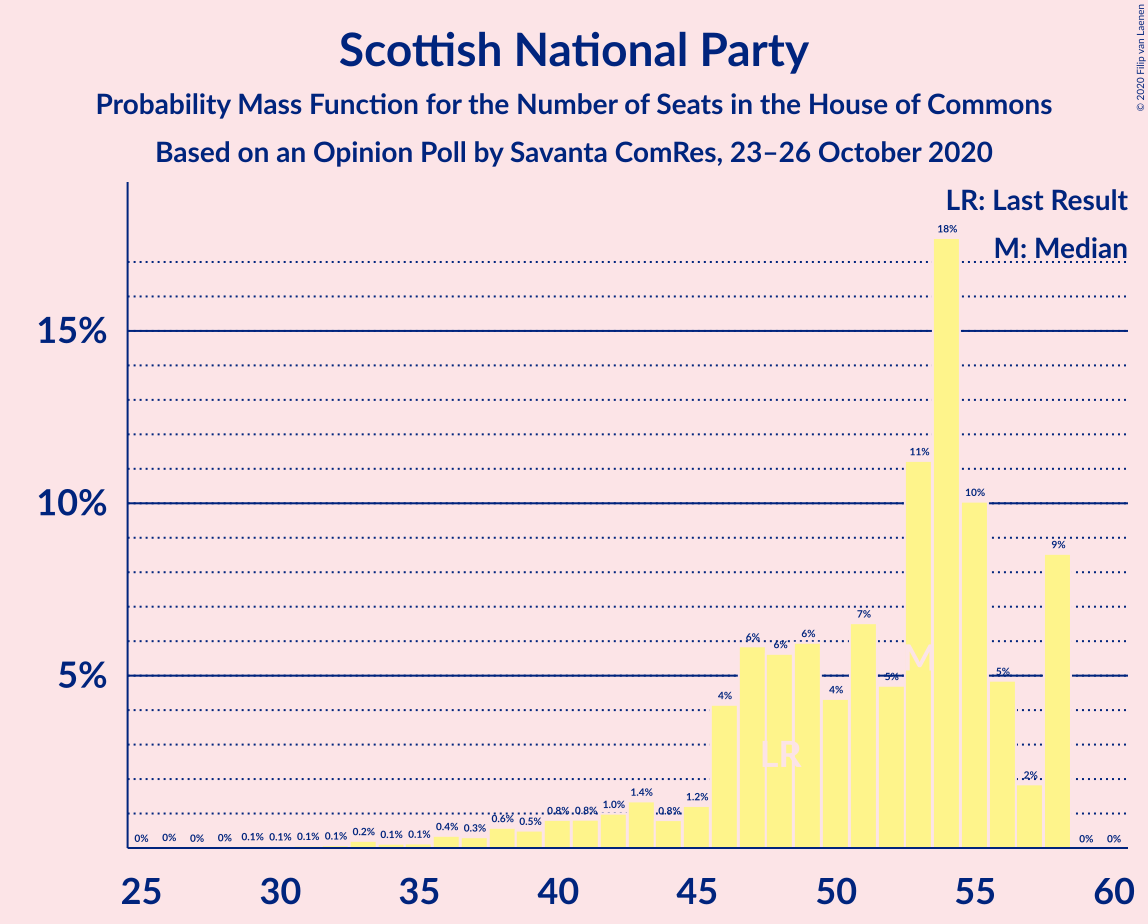 Scottish National Party
Probability Mass Function for the Number of Seats in the House of Commons
Based on an Opinion Poll by Savanta ComRes, 23–26 October 2020
© 2020 Filip van Laenen
LR: Last Result
M: Median
15%
10%
5%
0% 0% 0% 0% 0.1% 0.1% 0.1% 0.1% 0.2% 0.1% 0.1% 0.4% 0.3% 0.6% 0.5% 0.8% 0.8% 1.0% 1.4% 0.8% 1.2% 4% 6% 6% 6% 4% 7% 5% 11% 18% 10% 5% 2% 9% 0% 0%
M
LR
25 30 35 40 45 50 55 60